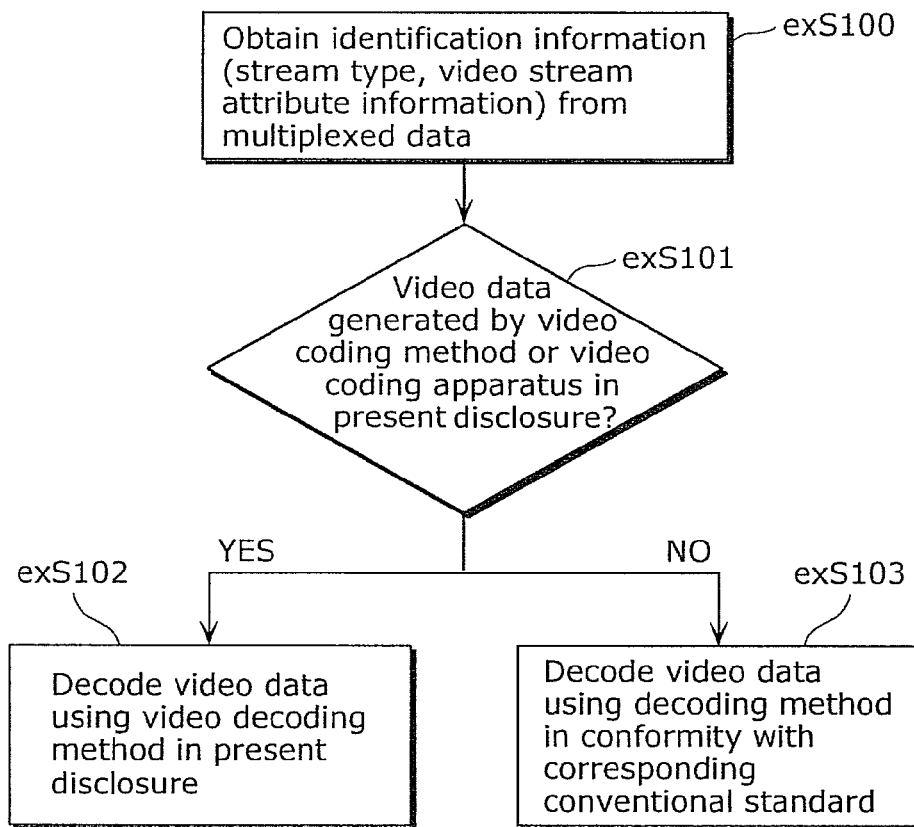 exS100
Obtain identification information
(stream type, video stream
attribute information) from
multiplexed data
exS101
Video data
generated by video
coding method or video
coding apparatus in
present disclosure?
YES
NO
exS102
exS103
Decode video data
using video decoding
method in present
disclosure
Decode video data
using decoding method
in conformity with
corresponding
conventional standard